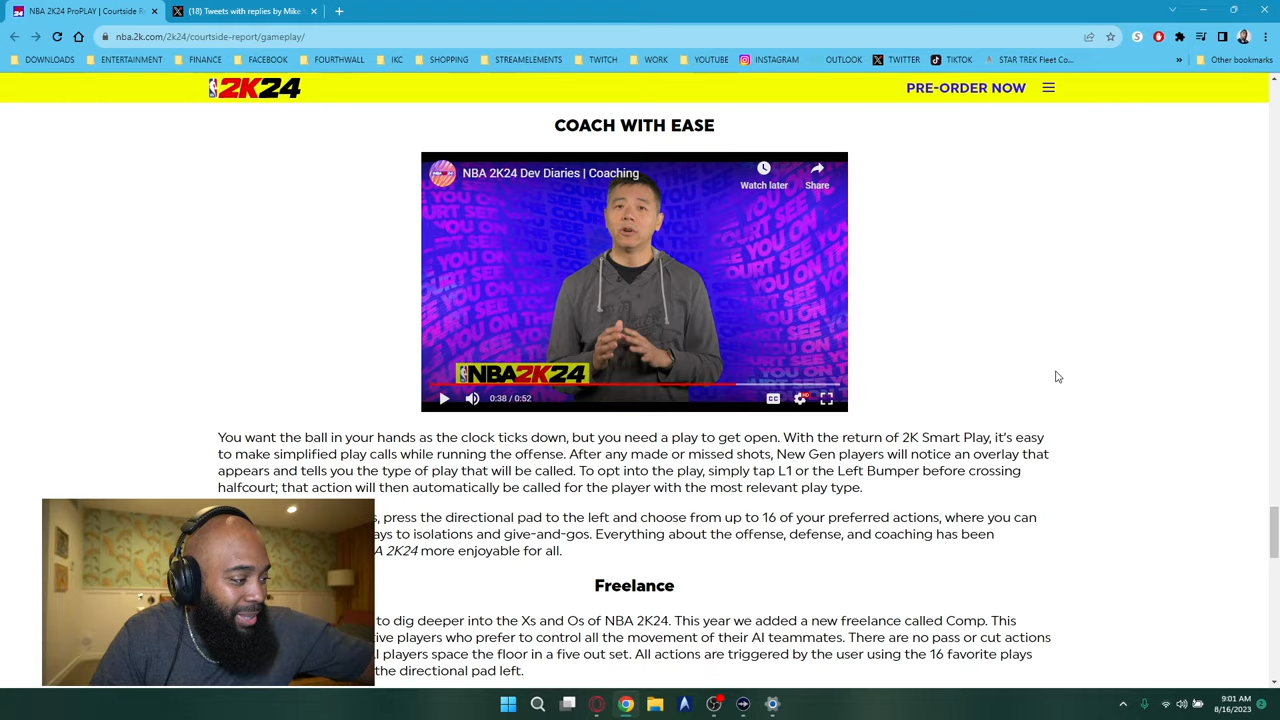 NBA 2K24 ProPLAY | Courtside Re
(18) Tweets with replies by Mike
nba.2k.com/2k24/courtside-report/gameplay/
DOWNLOADS ENTERTAINMENT FINANCE FACEBOOK FOURTHWALL IKC SHOPPING STREAMELEMENTS TWITCH WORK YOUTUBE INSTAGRAM OUTLOOK TWITTER TIKTOK STAR TREK Fleet Co... » Other bookmarks
2K24
PRE-ORDER NOW
COACH WITH EASE
NBA 2K24 Dev Diaries | Coaching
Watch later
Share
NBA2K24
0:38 / 0:52
CC
HD
You want the ball in your hands as the clock ticks down, but you need a play to get open. With the return of 2K Smart Play, it's easy
to make simplified play calls while running the offense. After any made or missed shots, New Gen players will notice an overlay that
appears and tells you the type of play that will be called. To opt into the play, simply tap L1 or the Left Bumper before crossing
halfcourt; that action will then automatically be called for the player with the most relevant play type.
s, press the directional pad to the left and choose from up to 16 of your preferred actions, where you can
ays to isolations and give-and-gos. Everything about the offense, defense, and coaching has been
A 2K24 more enjoyable for all.
Freelance
to dig deeper into the Xs and Os of NBA 2K24. This year we added a new freelance called Comp. This
ive players who prefer to control all the movement of their AI teammates. There are no pass or cut actions
I players space the floor in a five out set. All actions are triggered by the user using the 16 favorite plays
the directional pad left.
9:01 AM
8/16/2023